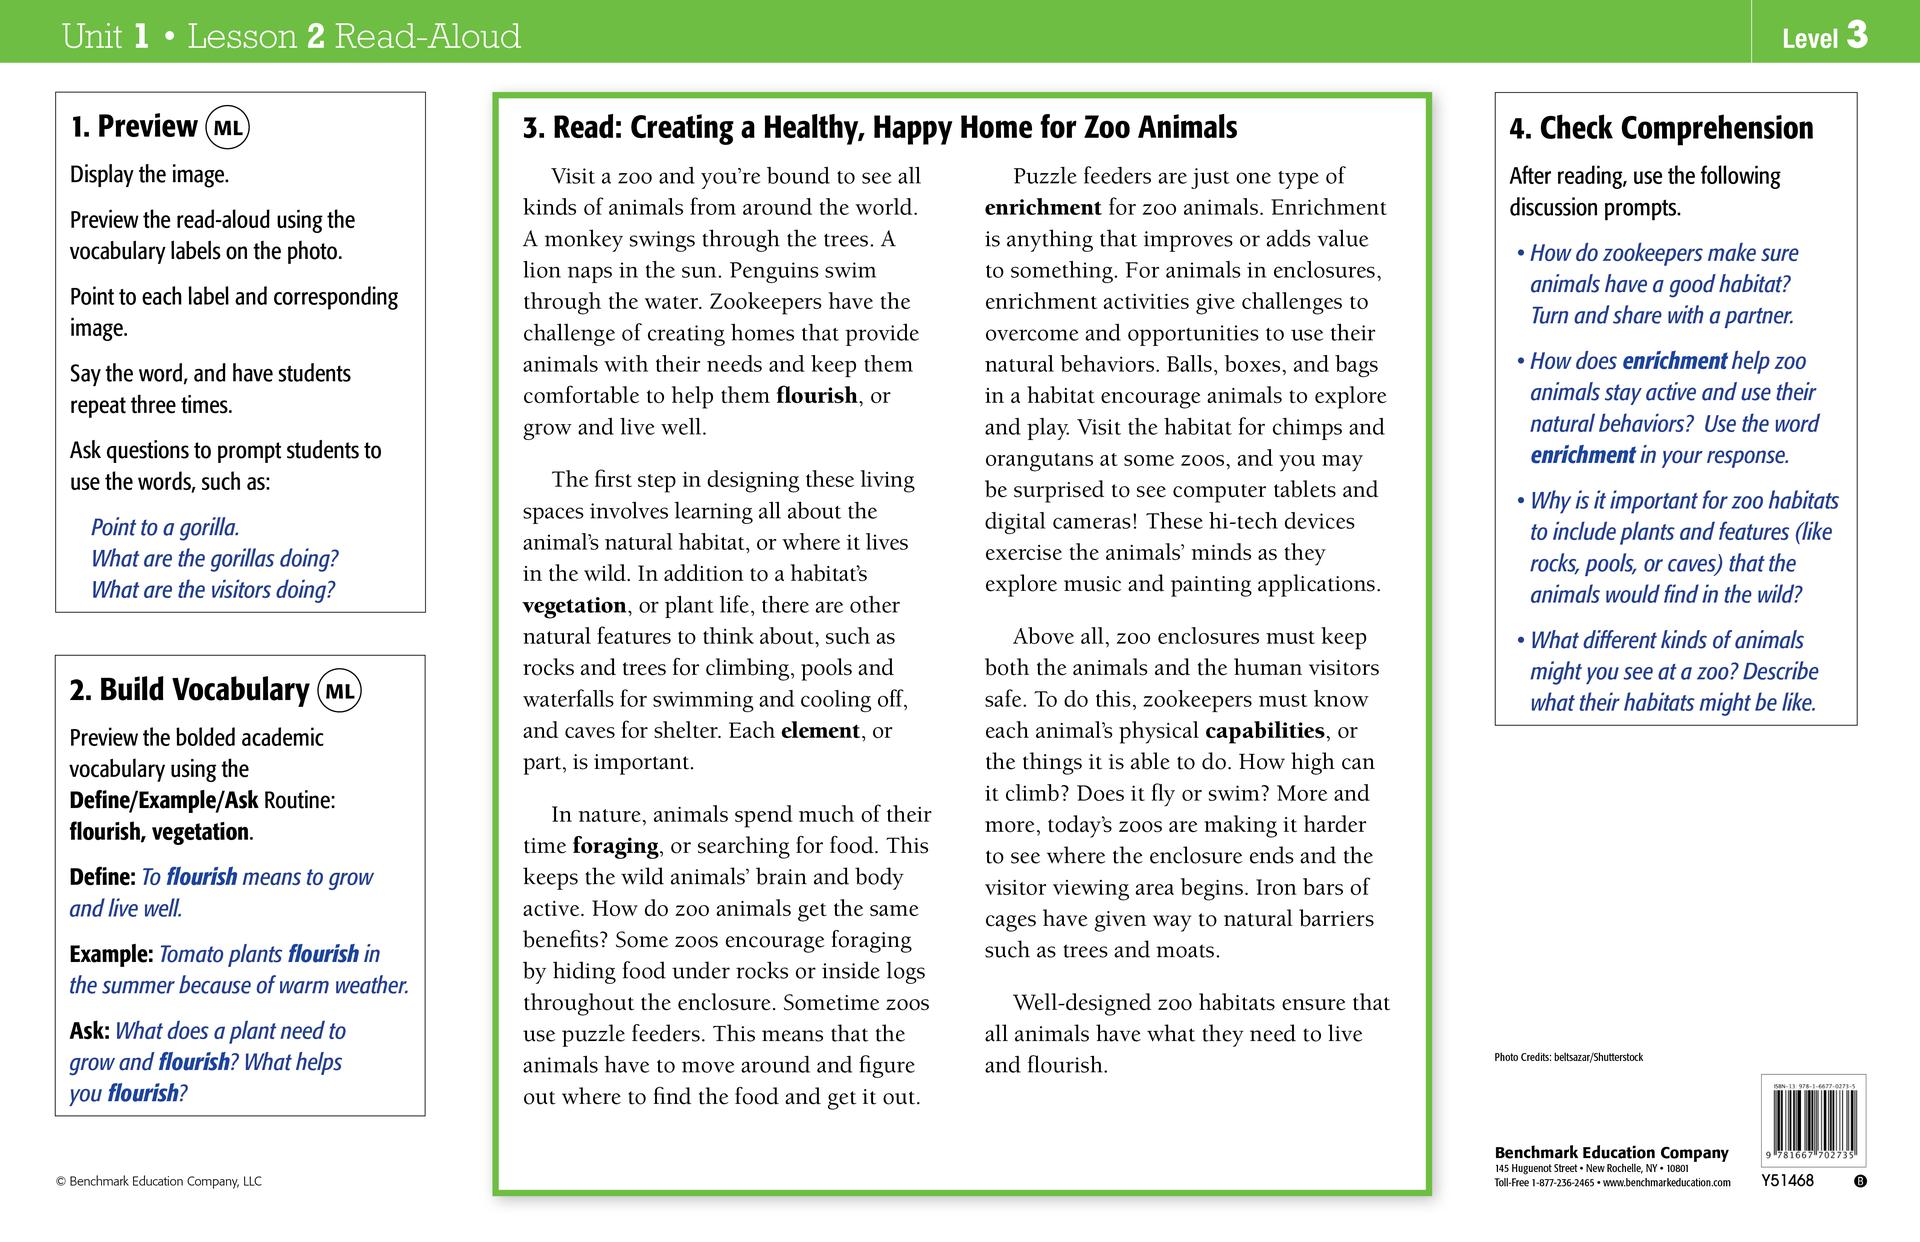 Unit 1 • Lesson 2 Read-Aloud
Level 3
1. Preview ML
Display the image.
Preview the read-aloud using the
vocabulary labels on the photo.
Point to each label and corresponding
image.
Say the word, and have students
repeat three times.
Ask questions to prompt students to
use the words, such as:
Point to a gorilla.
What are the gorillas doing?
What are the visitors doing?
2. Build Vocabulary ML
Preview the bolded academic
vocabulary using the
Define/Example/Ask Routine:
flourish, vegetation.
Define: To flourish means to grow
and live well.
Example: Tomato plants flourish in
the summer because of warm weather.
Ask: What does a plant need to
grow and flourish? What helps
you flourish?
© Benchmark Education Company, LLC
3. Read: Creating a Healthy, Happy Home for Zoo Animals
Visit a zoo and you're bound to see all
kinds of animals from around the world.
A monkey swings through the trees. A
lion naps in the sun. Penguins swim
through the water. Zookeepers have the
challenge of creating homes that provide
animals with their needs and keep them
comfortable to help them flourish, or
grow and live well.
The first step in designing these living
spaces involves learning all about the
animal's natural habitat, or where it lives
in the wild. In addition to a habitat's
vegetation, or plant life, there are other
natural features to think about, such as
rocks and trees for climbing, pools and
waterfalls for swimming and cooling off,
and caves for shelter. Each element, or
part, is important.
In nature, animals spend much of their
time foraging, or searching for food. This
keeps the wild animals' brain and body
active. How do zoo animals get the same
benefits? Some zoos encourage foraging
by hiding food under rocks or inside logs
throughout the enclosure. Sometime zoos
use puzzle feeders. This means that the
animals have to move around and figure
out where to find the food and get it out.
Puzzle feeders are just one type of
enrichment for zoo animals. Enrichment
is anything that improves or adds value
to something. For animals in enclosures,
enrichment activities give challenges to
overcome and opportunities to use their
natural behaviors. Balls, boxes, and bags
in a habitat encourage animals to explore
and play. Visit the habitat for chimps and
orangutans at some zoos, and you may
be surprised to see computer tablets and
digital cameras! These hi-tech devices
exercise the animals' minds as they
explore music and painting applications.
Above all, zoo enclosures must keep
both the animals and the human visitors
safe. To do this, zookeepers must know
each animal's physical capabilities, or
the things it is able to do. How high can
it climb? Does it fly or swim? More and
more, today's zoos are making it harder
to see where the enclosure ends and the
visitor viewing area begins. Iron bars of
cages have given way to natural barriers
such as trees and moats.
Well-designed zoo habitats ensure that
all animals have what they need to live
and flourish.
4. Check Comprehension
After reading, use the following
discussion prompts.
• How do zookeepers make sure
animals have a good habitat?
Turn and share with a partner.
• How does enrichment help zoo
animals stay active and use their
natural behaviors? Use the word
enrichment in your response.
• Why is it important for zoo habitats
to include plants and features (like
rocks, pools, or caves) that the
animals would find in the wild?
• What different kinds of animals
might you see at a zoo? Describe
what their habitats might be like.
Photo Credits: beltsazar/Shutterstock
Benchmark Education Company
145 Huguenot Street • New Rochelle, NY • 10801
Toll-Free 1-877-236-2465 • www.benchmarkeducation.com
ISBN-13 978-1-6677-0273-5
9 781667 702735
Y51468
B